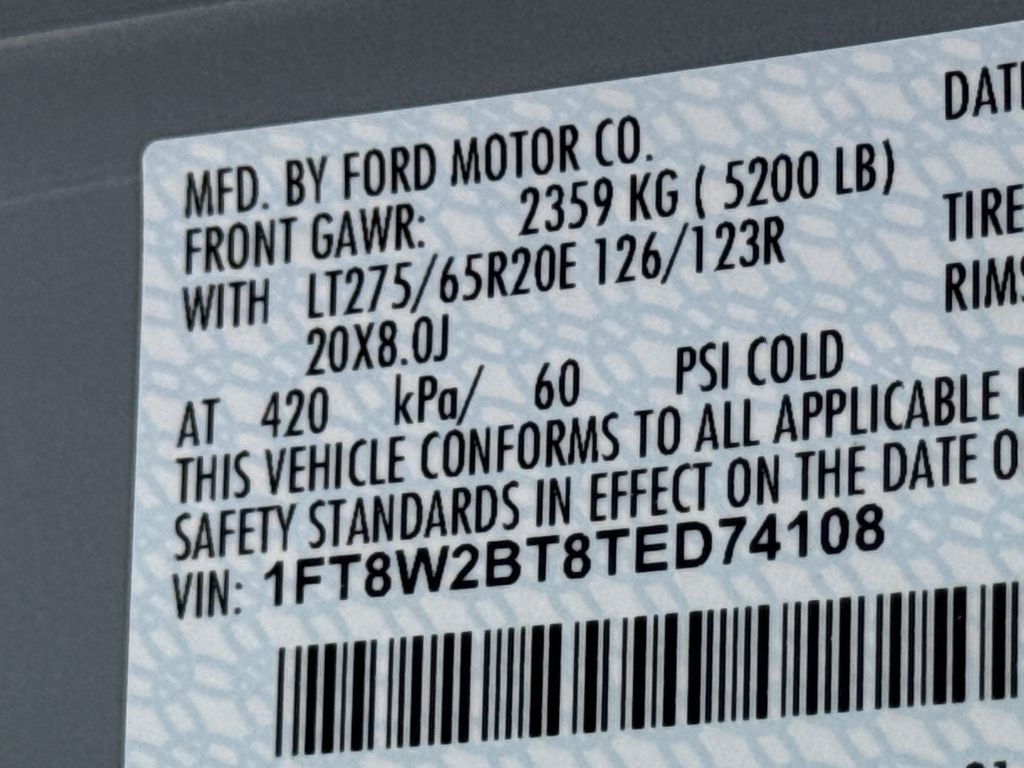 MFD. BY FORD MOTOR CO.
DATE
FRONT GAWR: 2359 KG ( 5200 LB)
WITH LT275/65R20E 126/123R
TIRE
20X8.0J
RIMS
AT 420 kPa/ 60 PSI COLD
THIS VEHICLE CONFORMS TO ALL APPLICABLE
SAFETY STANDARDS IN EFFECT ON THE DATE O
VIN: 1FT8W2BT8TED74108